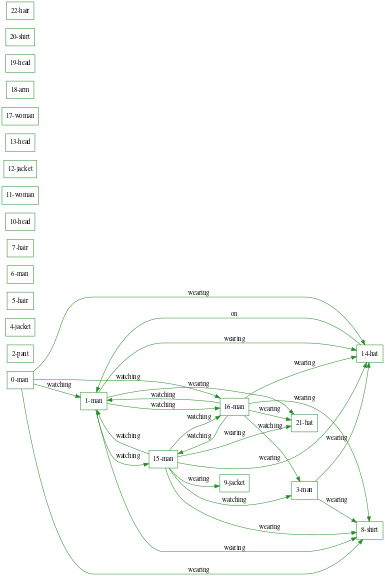 22-hair
20-shirt
19-head
18-arm
17-woman
13-head
12-jacket
11-woman
10-head
7-hair
6-man
5-hair
4-jacket
2-pant
wearing
on
wearing
14-hat
0-man
watching
watching
wearing
wearing
1-man
watching
watching
16-man
wearing
wearing
21-hat
watching
watching
watching
watching
wearing
wearing
15-man
wearing
wearing
9-jacket
watching
3-man
wearing
wearing
8-shirt
wearing
wearing